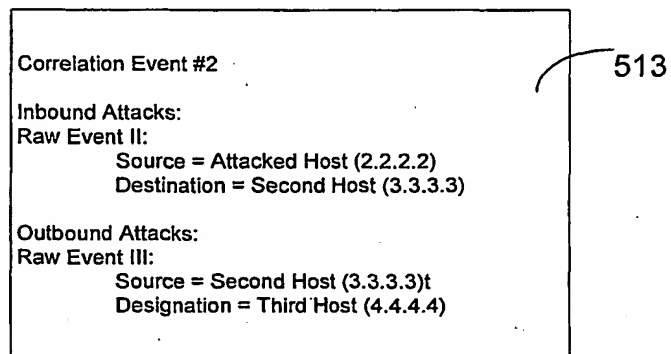 Correlation Event #2
513
Inbound Attacks:
Raw Event II:
Source = Attacked Host (2.2.2.2)
Destination = Second Host (3.3.3.3)
Outbound Attacks:
Raw Event III:
Source = Second Host (3.3.3.3)t
Designation = Third Host (4.4.4.4)